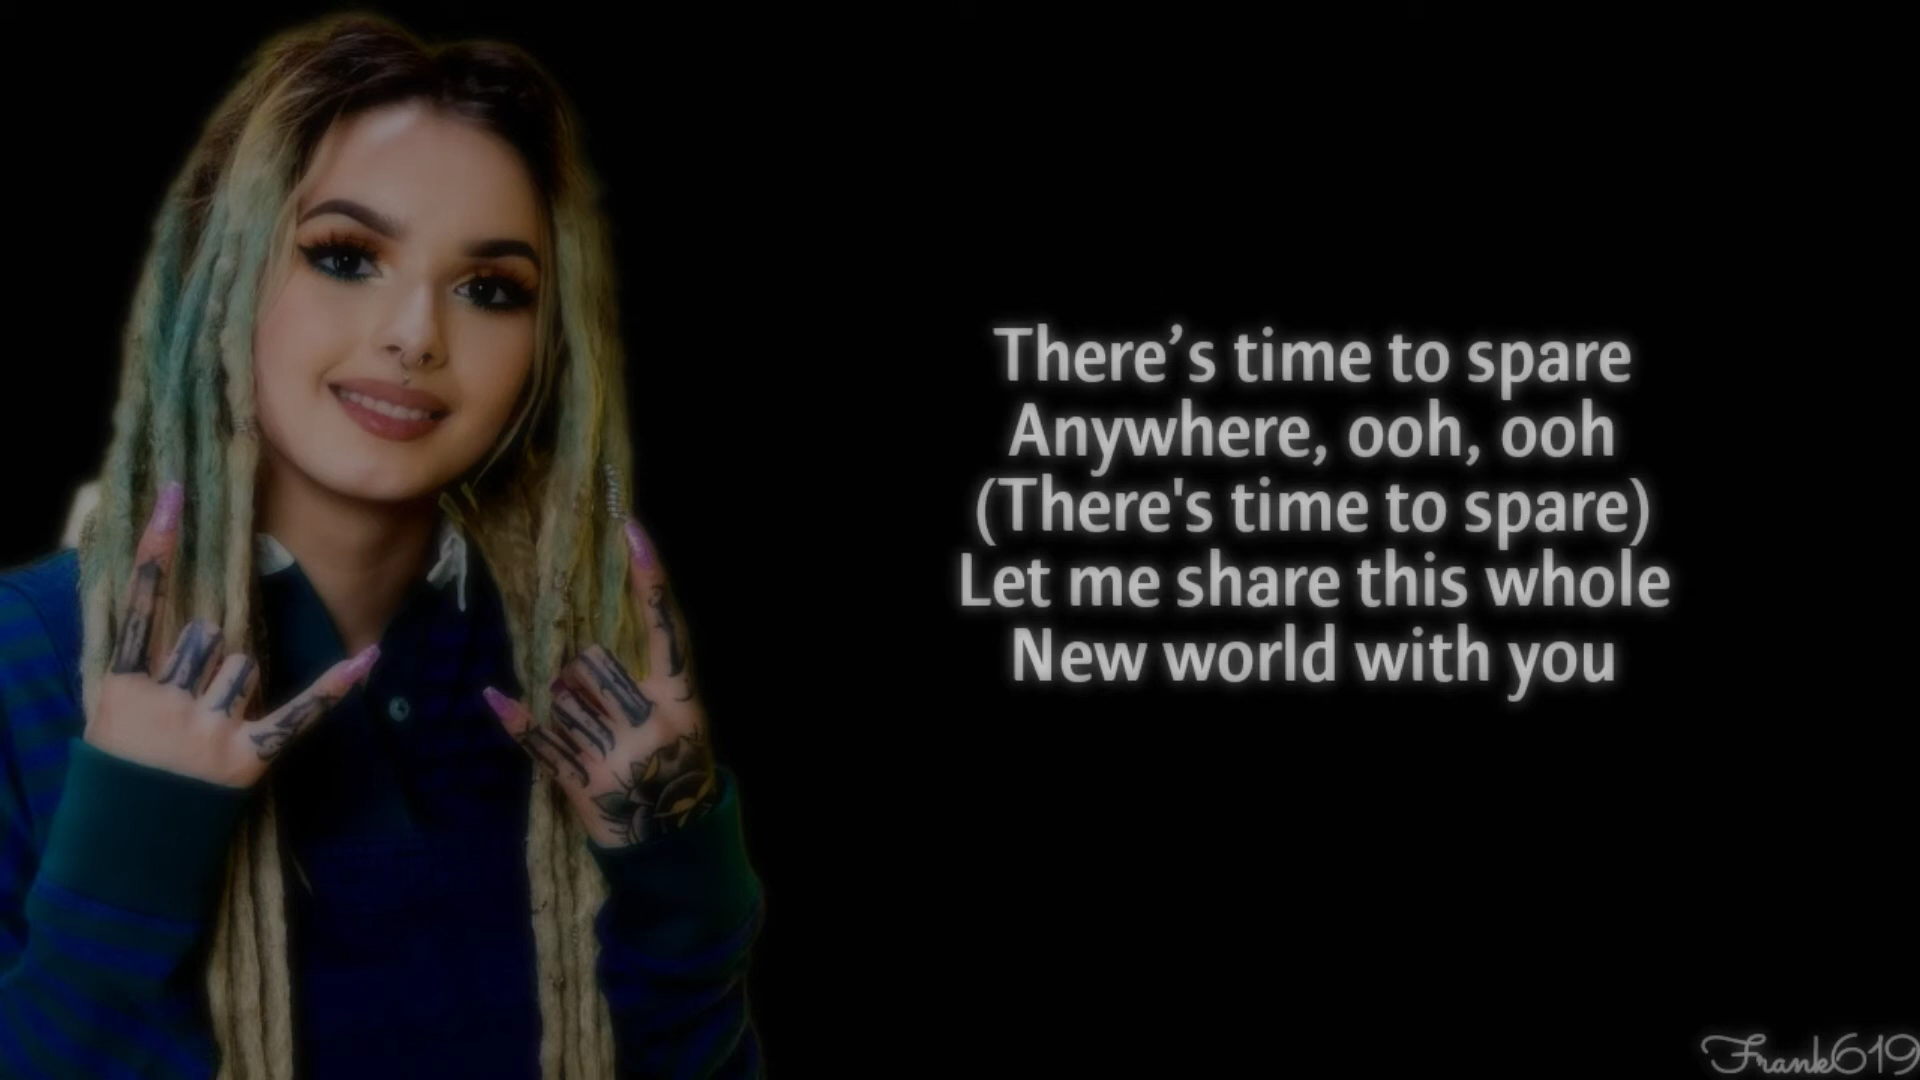 There’s time to spare
Anywhere, ooh, ooh
(There's time to spare)
Let me share this whole
New world with you
Frank619